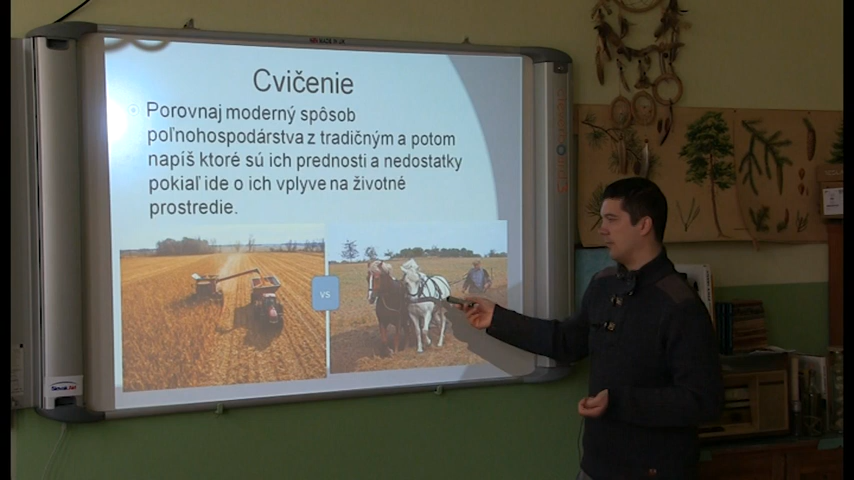 Cvičenie
Porovnaj moderný spôsob
poľnohospodárstva z tradičným a potom
napíš ktoré sú ich prednosti a nedostatky
pokiaľ ide o ich vplyve na životné
prostredie.
vs